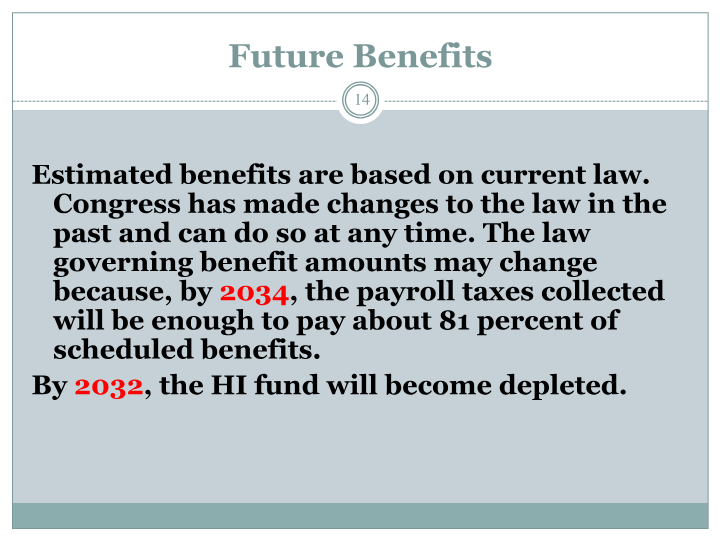 Future Benefits
14
Estimated benefits are based on current law.
Congress has made changes to the law in the
past and can do so at any time. The law
governing benefit amounts may change
because, by 2034, the payroll taxes collected
will be enough to pay about 81 percent of
scheduled benefits.
By 2032, the HI fund will become depleted.